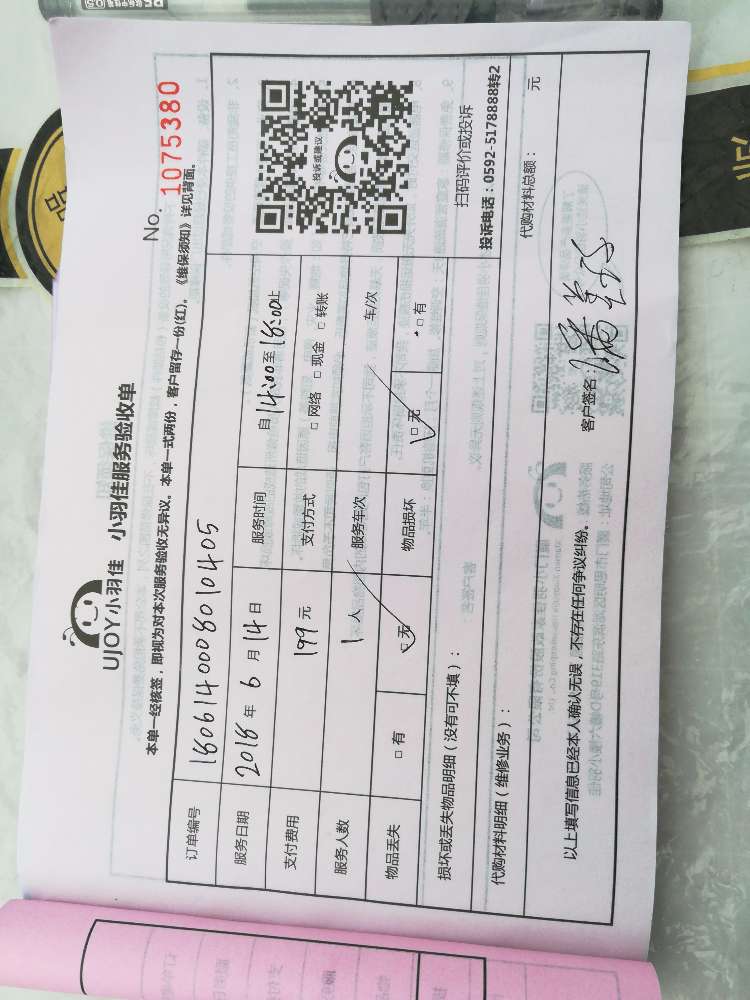 UJOY小羽佳 小羽佳服务验收单
No. 1075380
本单一经核签，即视为对本次服务验收无异议。本单一式两份，客户留存一份(红)。《维保须知》详见背面。
订单编号 1806140008010405
服务日期 2018 年 6 月 14 日 服务时间 自 14:00 至 18:00 止
支付费用 199 元 支付方式 □ 网络 □ 现金 □ 转账
服务人数 1 人 服务车次 车/次
物品丢失 □ 有 □ 无 物品损坏 □ 无 □ 有
投诉或建议
扫码评价或投诉
投诉电话：0592-5178888转2
损坏或丢失物品明细（没有可不填）：
代购材料明细（维修业务）： 代购材料总额： 元
以上填写信息已经本人确认无误，不存在任何争议纠纷。 客户签名：